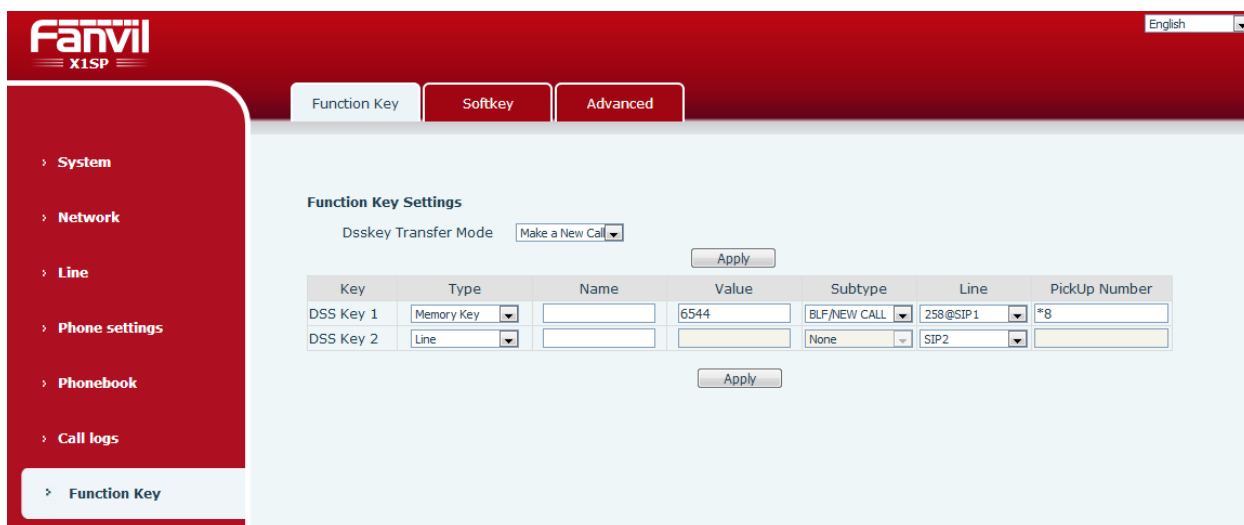 English
Fanvil
X1SP
Function Key Softkey Advanced
› System
› Network
› Line
› Phone settings
› Phonebook
› Call logs
› Function Key
Function Key Settings
Dsskey Transfer Mode Make a New Call
Apply
Key Type Name Value Subtype Line PickUp Number
DSS Key 1 Memory Key 6544 BLF/NEW CALL 258@SIP1 *8
DSS Key 2 Line None SIP2
Apply